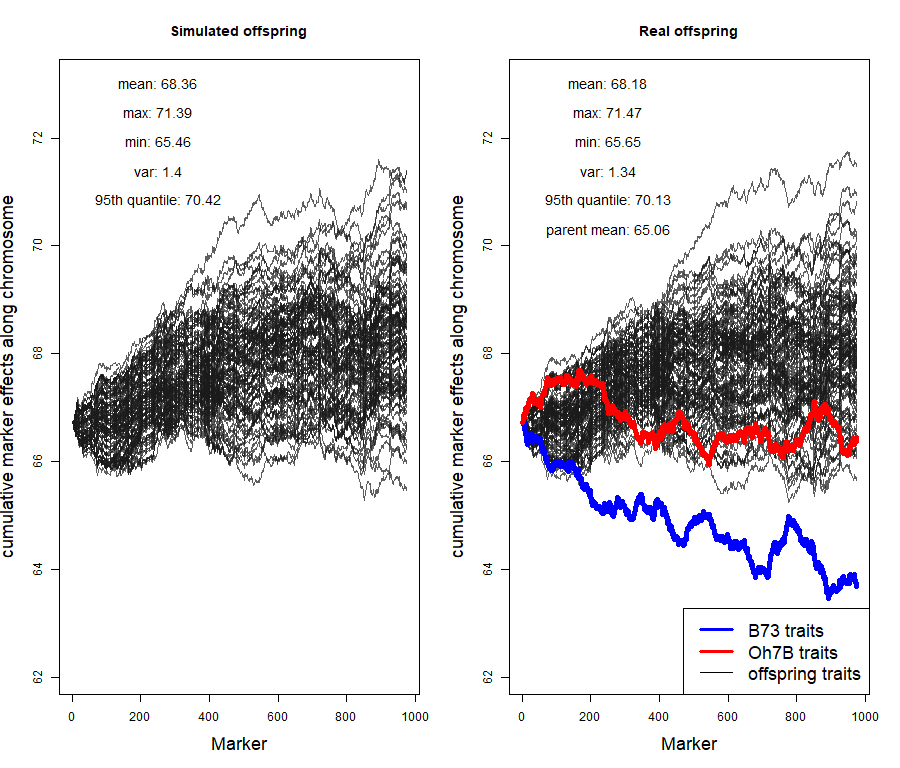 Simulated offspring
mean: 68.36
max: 71.39
min: 65.46
var: 1.4
95th quantile: 70.42
cumulative marker effects along chromosome
72
70
68
66
64
62
0 200 400 600 800 1000
Marker
Real offspring
mean: 68.18
max: 71.47
min: 65.65
var: 1.34
95th quantile: 70.13
parent mean: 65.06
cumulative marker effects along chromosome
72
70
68
66
64
62
B73 traits
Oh7B traits
offspring traits
0 200 400 600 800 1000
Marker